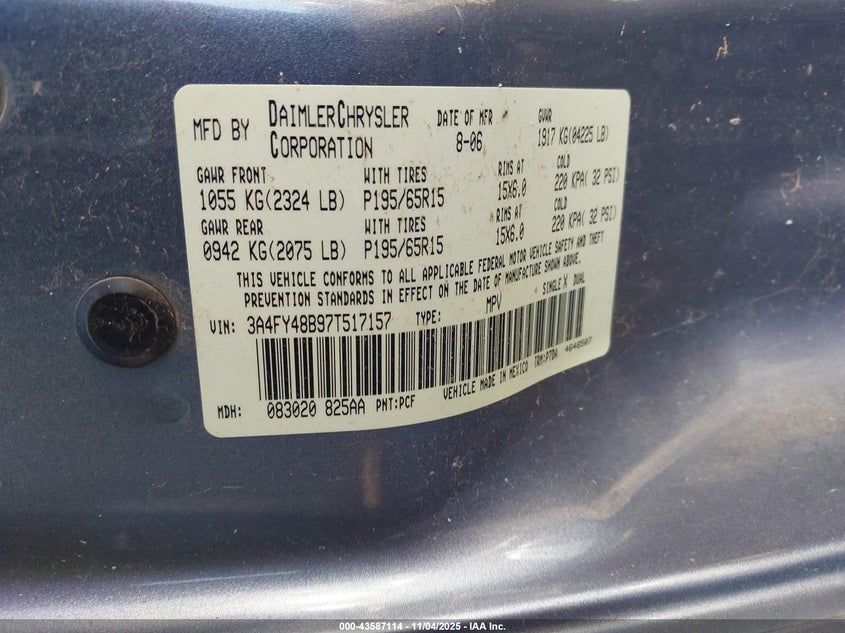 MFD BY DAIMLERCHRYSLER CORPORATION DATE OF MFR 8-06 GVWR 1917 KG(04225 LB)
GAWR FRONT WITH TIRES RIMS AT COLD
1055 KG(2324 LB) P195/65R15 15X6.0 220 KPA( 32 PSI)
GAWR REAR WITH TIRES RIMS AT COLD
0942 KG(2075 LB) P195/65R15 15X6.0 220 KPA( 32 PSI)
THIS VEHICLE CONFORMS TO ALL APPLICABLE FEDERAL MOTOR VEHICLE SAFETY AND THEFT
PREVENTION STANDARDS IN EFFECT ON THE DATE OF MANUFACTURE SHOWN ABOVE.
VIN: 3A4FY48B97T517157 TYPE: MPV SINGLE X DUAL
MDH: 083020 825AA PNT:PCF VEHICLE MADE IN MEXICO TRM:P7DA 4648507
000-43587114 - 11/04/2025 - IAA Inc.